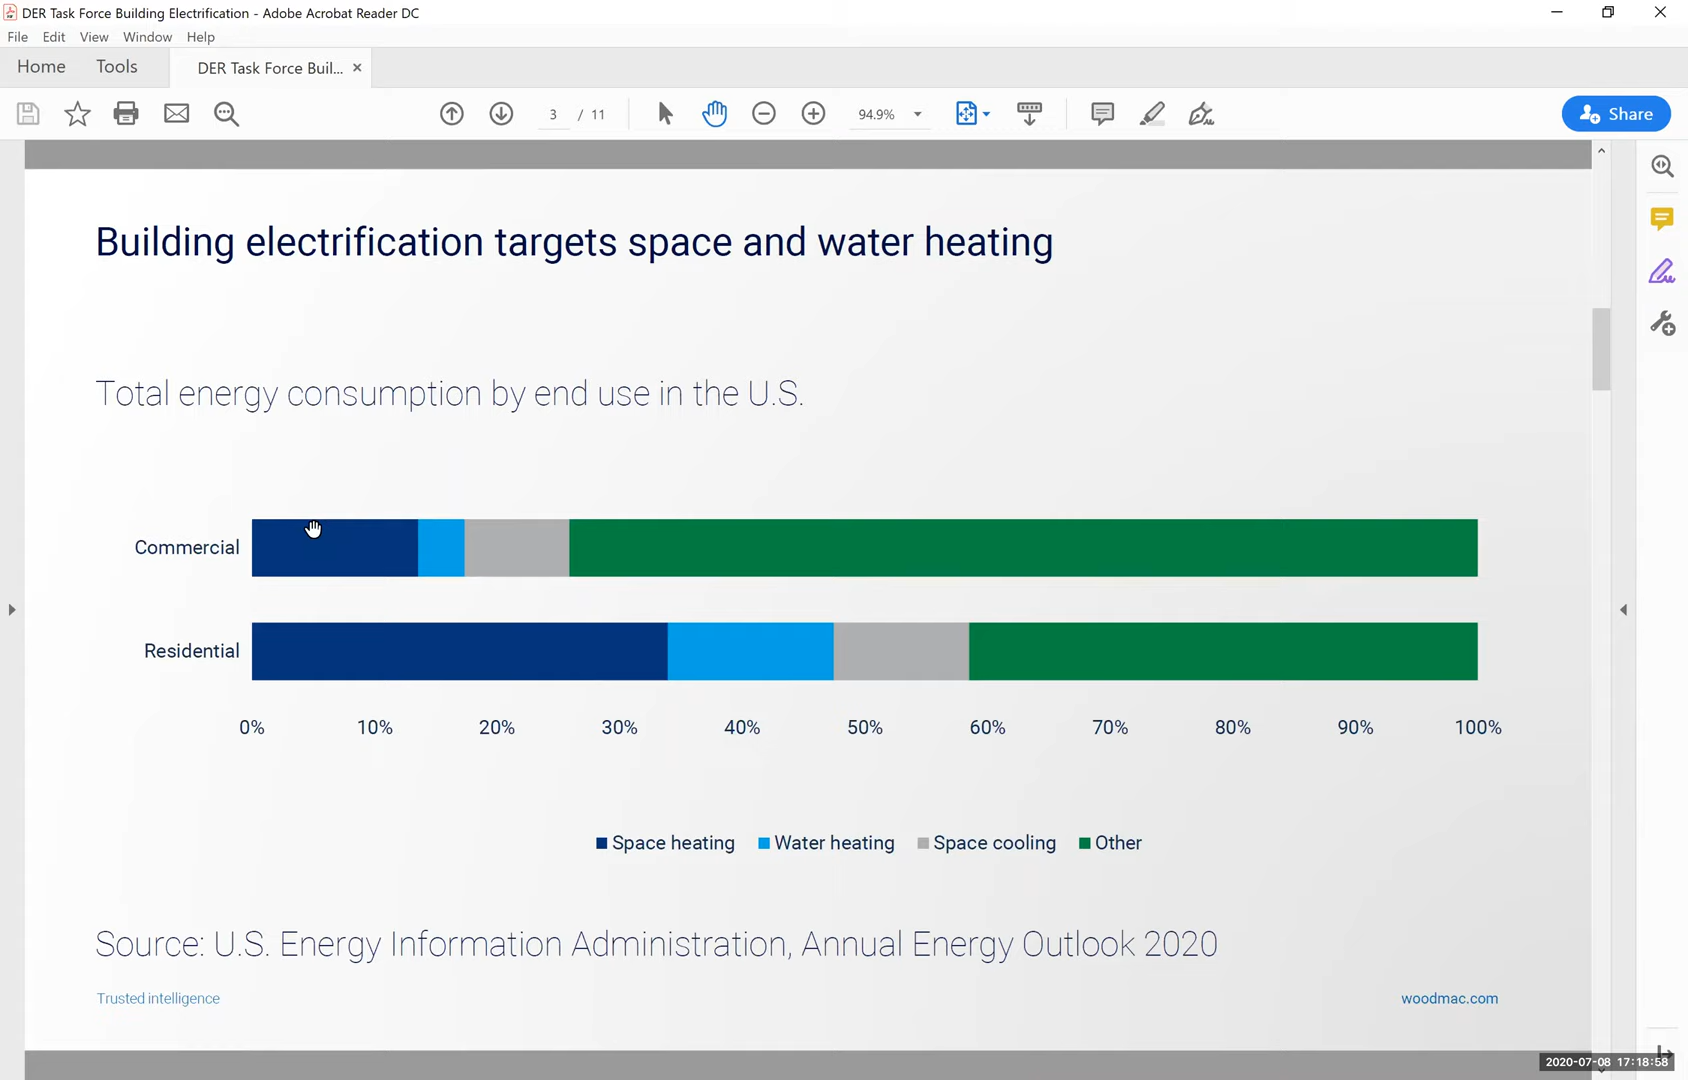 DER Task Force Building Electrification - Adobe Acrobat Reader DC
File Edit View Window Help
Home Tools DER Task Force Buil... ×
3 / 11 94.9% Share
Building electrification targets space and water heating
Total energy consumption by end use in the U.S.
Commercial
Residential
0% 10% 20% 30% 40% 50% 60% 70% 80% 90% 100%
Space heating Water heating Space cooling Other
Source: U.S. Energy Information Administration, Annual Energy Outlook 2020
Trusted intelligence woodmac.com
2020-07-08 17:18:58